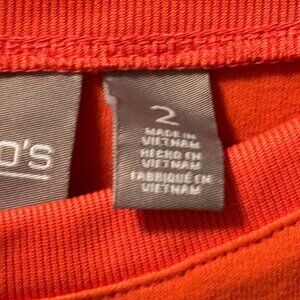 O'S
2
MADE IN
VIETNAM
HECHO EN
VIETNAM
FABRIQUÉ EN
VIETNAM